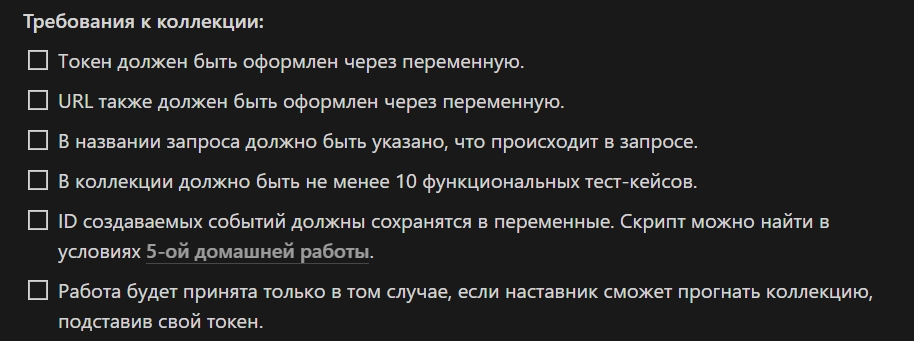 Требования к коллекции:
Токен должен быть оформлен через переменную.
URL также должен быть оформлен через переменную.
В названии запроса должно быть указано, что происходит в запросе.
В коллекции должно быть не менее 10 функциональных тест-кейсов.
ID создаваемых событий должны сохранятся в переменные. Скрипт можно найти в
условиях 5-ой домашней работы.
Работа будет принята только в том случае, если наставник сможет прогнать коллекцию,
подставив свой токен.